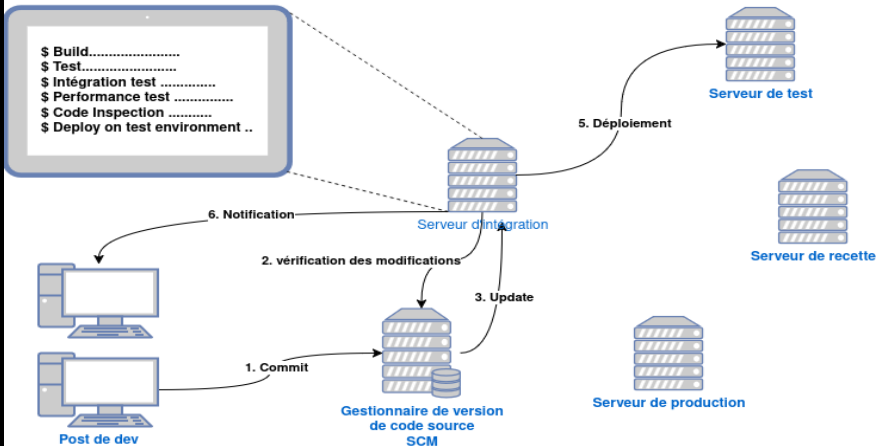 $ Build.......................
$ Test........................
$ Intégration test ..............
$ Performance test ...............
$ Code Inspection ...........
$ Deploy on test environment ..
Serveur de test
5. Déploiement
Serveur d'intégration
6. Notification
2. vérification des modifications
3. Update
Serveur de recette
1. Commit
Serveur de production
Gestionnaire de version
de code source
SCM
Post de dev